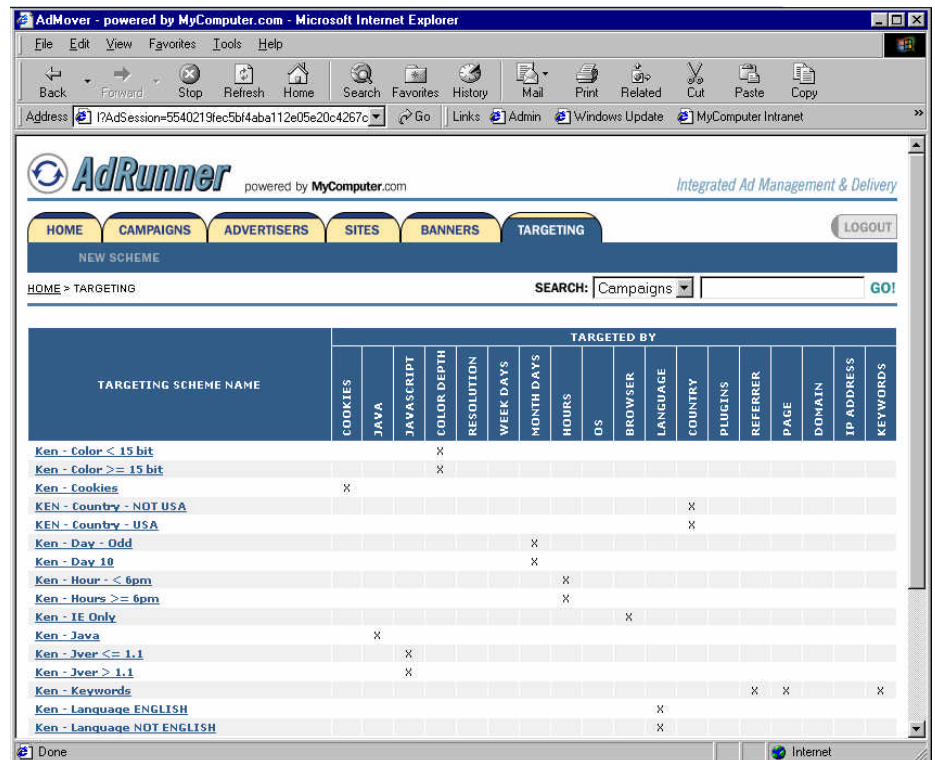 AdMover - powered by MyComputer.com - Microsoft Internet Explorer
File Edit View Favorites Tools Help
Back Forward Stop Refresh Home Search Favorites History Mail Print Related Cut Paste Copy
Address l?AdSession=5540219fec5bf4aba112e05e20c4267c Go Links Admin Windows Update MyComputer Intranet »
AdRunner powered by MyComputer.com Integrated Ad Management & Delivery
HOME CAMPAIGNS ADVERTISERS SITES BANNERS TARGETING LOGOUT
NEW SCHEME
HOME > TARGETING SEARCH: Campaigns GO!
TARGETED BY
TARGETING SCHEME NAME COOKIES JAVA JAVASCRIPT COLOR DEPTH RESOLUTION WEEK DAYS MONTH DAYS HOURS OS BROWSER LANGUAGE COUNTRY PLUGINS REFERRER PAGE DOMAIN IP ADDRESS KEYWORDS
Ken - Color < 15 bit X
Ken - Color >= 15 bit X
Ken - Cookies X
KEN - Country - NOT USA X
KEN - Country - USA X
Ken - Day - Odd X
Ken - Day 10 X
Ken - Hour - < 6pm X
Ken - Hours >= 6pm X
Ken - IE Only X
Ken - Java X
Ken - Jver <= 1.1 X
Ken - Jver > 1.1 X
Ken - Keywords X X X
Ken - Language ENGLISH X
Ken - Language NOT ENGLISH X
Done Internet